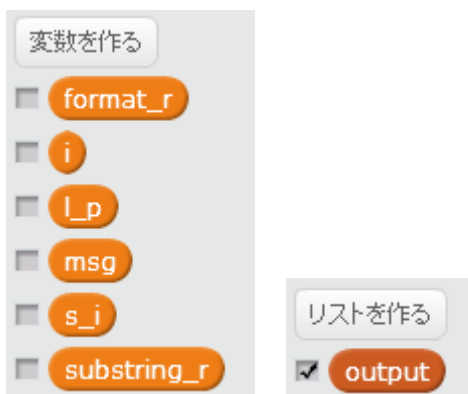 変数を作る
format_r
i
l_p
msg
s_i
substring_r
リストを作る
output